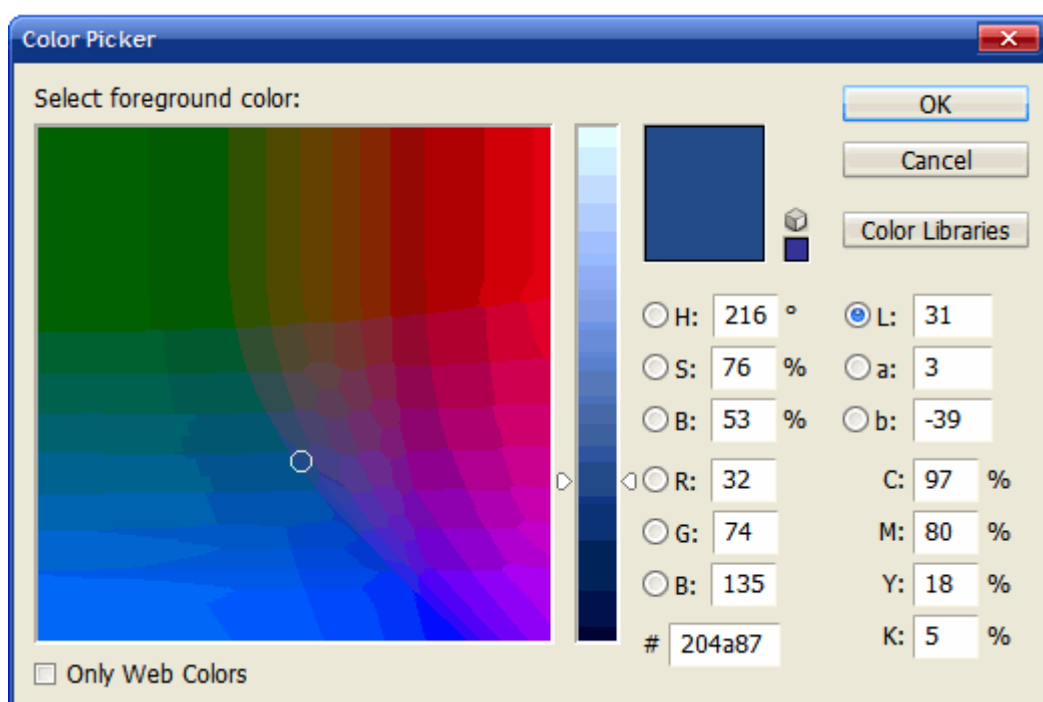 Color Picker
Select foreground color:
OK
Cancel
Color Libraries
H: 216 ° L: 31
S: 76 % a: 3
B: 53 % b: -39
R: 32 C: 97 %
G: 74 M: 80 %
B: 135 Y: 18 %
# 204a87 K: 5 %
Only Web Colors